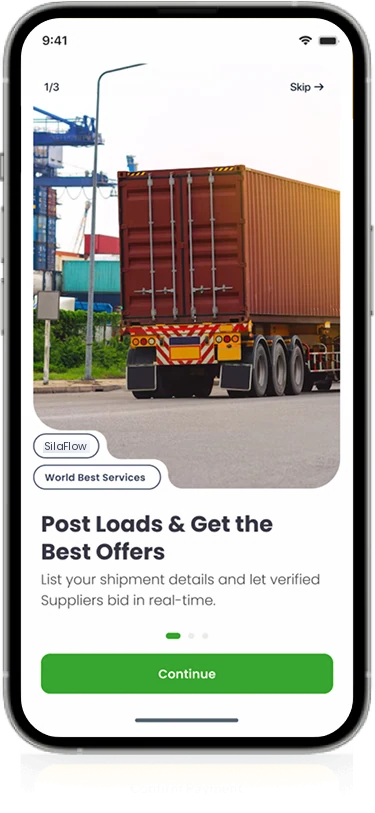 9:41
1/3
Skip →
SilaFlow
World Best Services
Post Loads & Get the
Best Offers
List your shipment details and let verified
Suppliers bid in real-time.
Continue